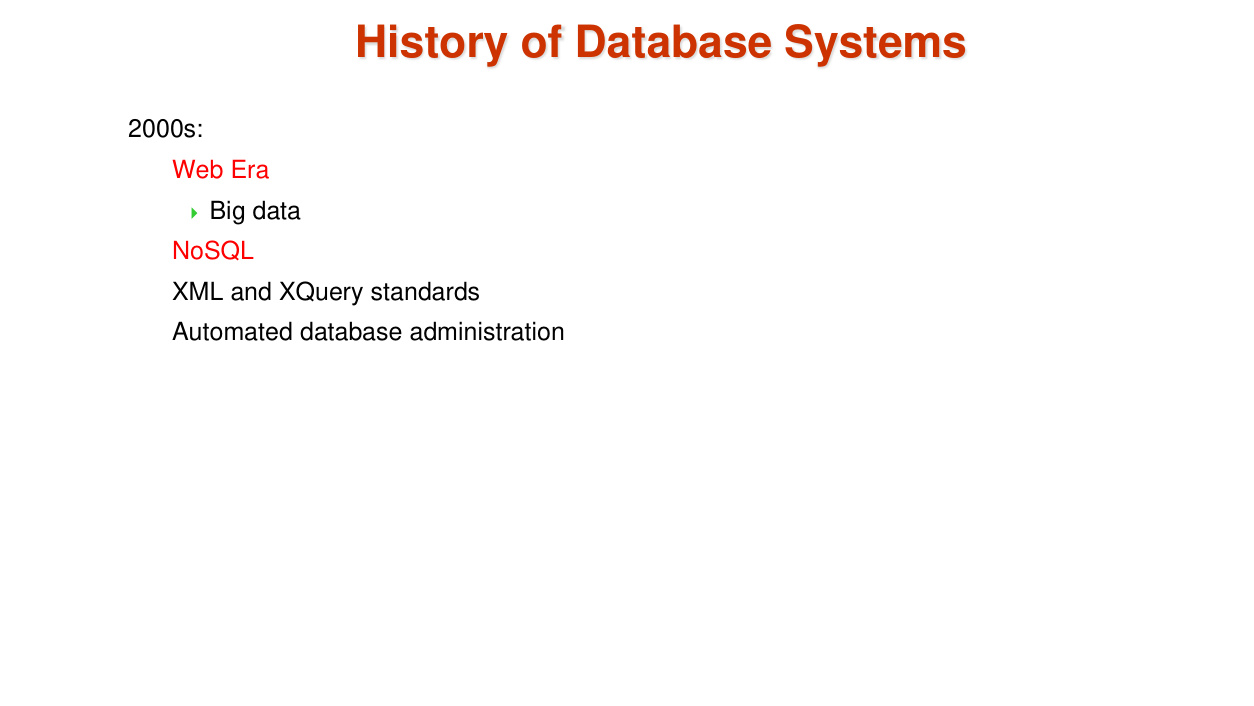 History of Database Systems
2000s:
Web Era
Big data
NoSQL
XML and XQuery standards
Automated database administration